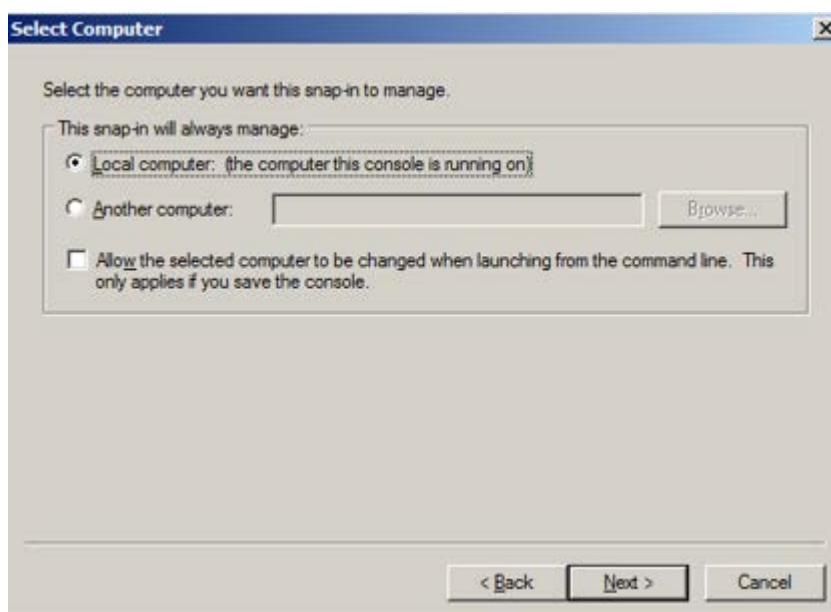 Select Computer
Select the computer you want this snap-in to manage.
This snap-in will always manage:
Local computer: (the computer this console is running on)
Another computer:
Browse...
Allow the selected computer to be changed when launching from the command line. This
only applies if you save the console.
< Back
Next >
Cancel